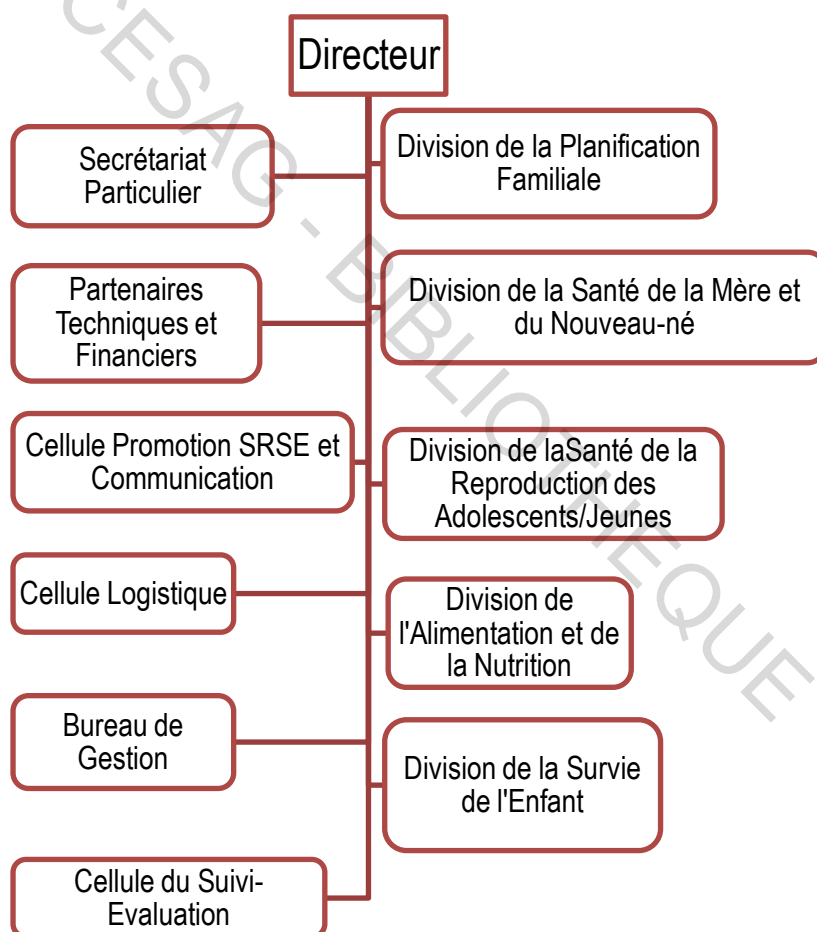 CESAG - BIBLIOTHEQUE
Directeur
Secrétariat
Particulier
Division de la Planification
Familiale
Partenaires
Techniques et
Financiers
Division de la Santé de la Mère et
du Nouveau-né
Cellule Promotion SRSE et
Communication
Division de laSanté de la
Reproduction des
Adolescents/Jeunes
Cellule Logistique
Division de
l'Alimentation et de
la Nutrition
Bureau de
Gestion
Division de la Survie
de l'Enfant
Cellule du Suivi-
Evaluation